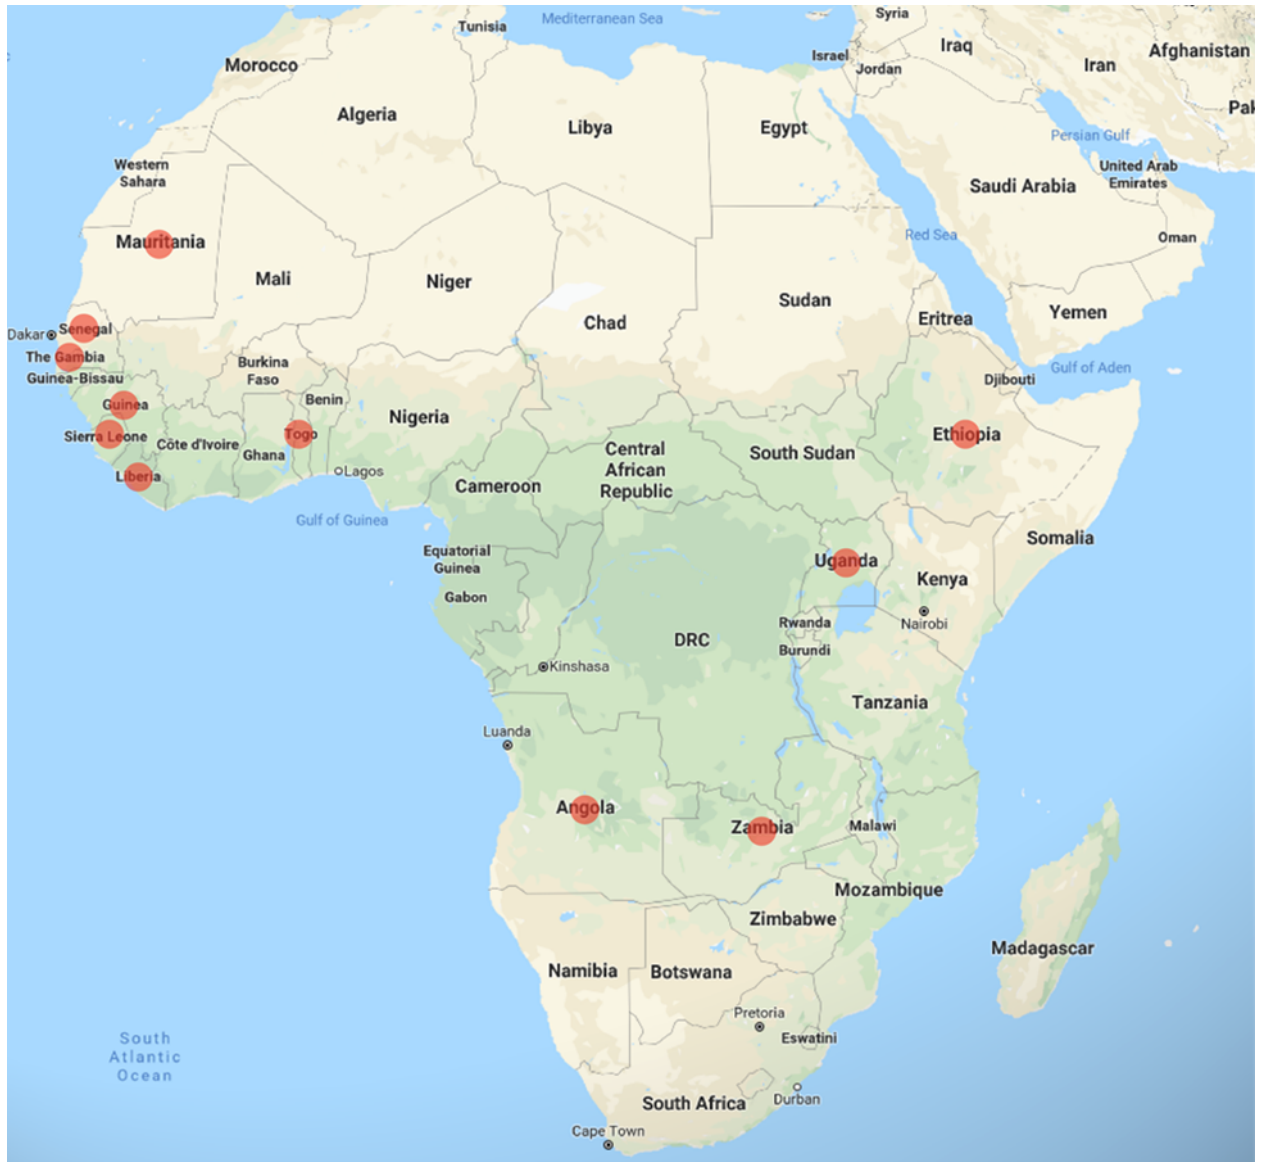 Mediterranean Sea
Tunisia
Syria
Morocco
Israel
Jordan
Iraq
Iran
Afghanistan
Pak
Algeria
Libya
Egypt
Persian Gulf
Western
Sahara
Saudi Arabia
United Arab
Emirates
Mauritania
Red Sea
Oman
Mali
Niger
Chad
Sudan
Eritrea
Yemen
Dakar
Senegal
The Gambia
Guinea-Bissau
Burkina
Faso
Gulf of Aden
Djibouti
Guinea
Benin
Nigeria
Sierra Leone
Côte d'Ivoire
Togo
Ghana
Ethiopia
Liberia
Lagos
Cameroon
Central
African
Republic
South Sudan
Gulf of Guinea
Somalia
Equatorial
Guinea
Gabon
Uganda
Kenya
Nairobi
Rwanda
Burundi
DRC
Kinshasa
Tanzania
Luanda
Angola
Zambia
Malawi
Mozambique
Zimbabwe
Madagascar
Namibia
Botswana
Pretoria
Eswatini
South
Atlantic
Ocean
South Africa
Durban
Cape Town